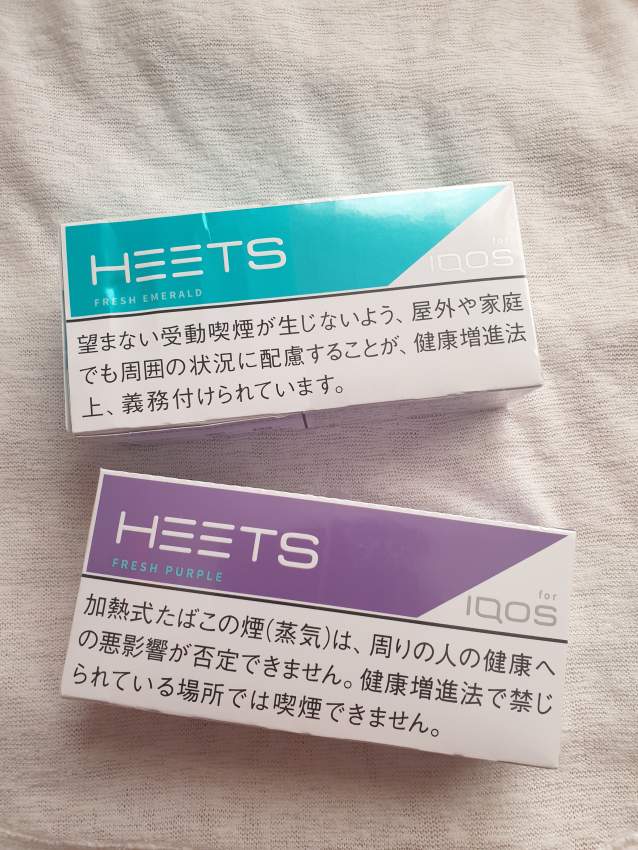 HEETS
FRESH EMERALD
for
IQOS
望まない受動喫煙が生じないよう、屋外や家庭
でも周囲の状況に配慮することが、健康増進法
上、義務付けられています。
HEETS
FRESH PURPLE
for
IQOS
加熱式たばこの煙(蒸気)は、周りの人の健康へ
の悪影響が否定できません。健康増進法で禁じ
られている場所では喫煙できません。